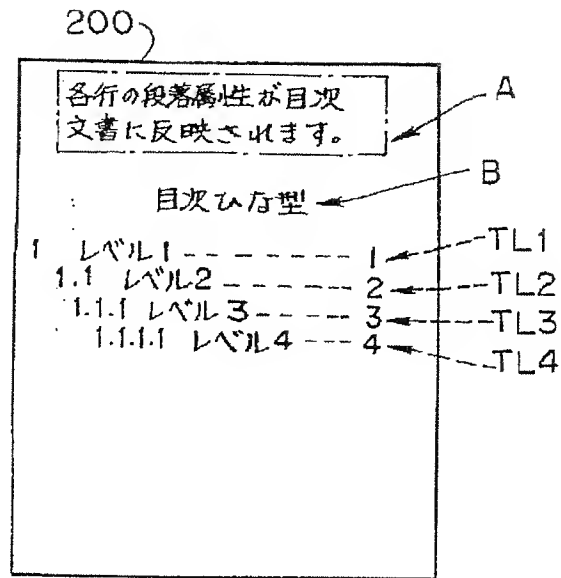 200
各行の段落属性が目次
文書に反映されます。
A
目次ひな型
B
1 レベル1------- 1 TL1
1.1 レベル2------ 2 TL2
1.1.1 レベル3---- 3 TL3
1.1.1.1 レベル4--- 4 TL4